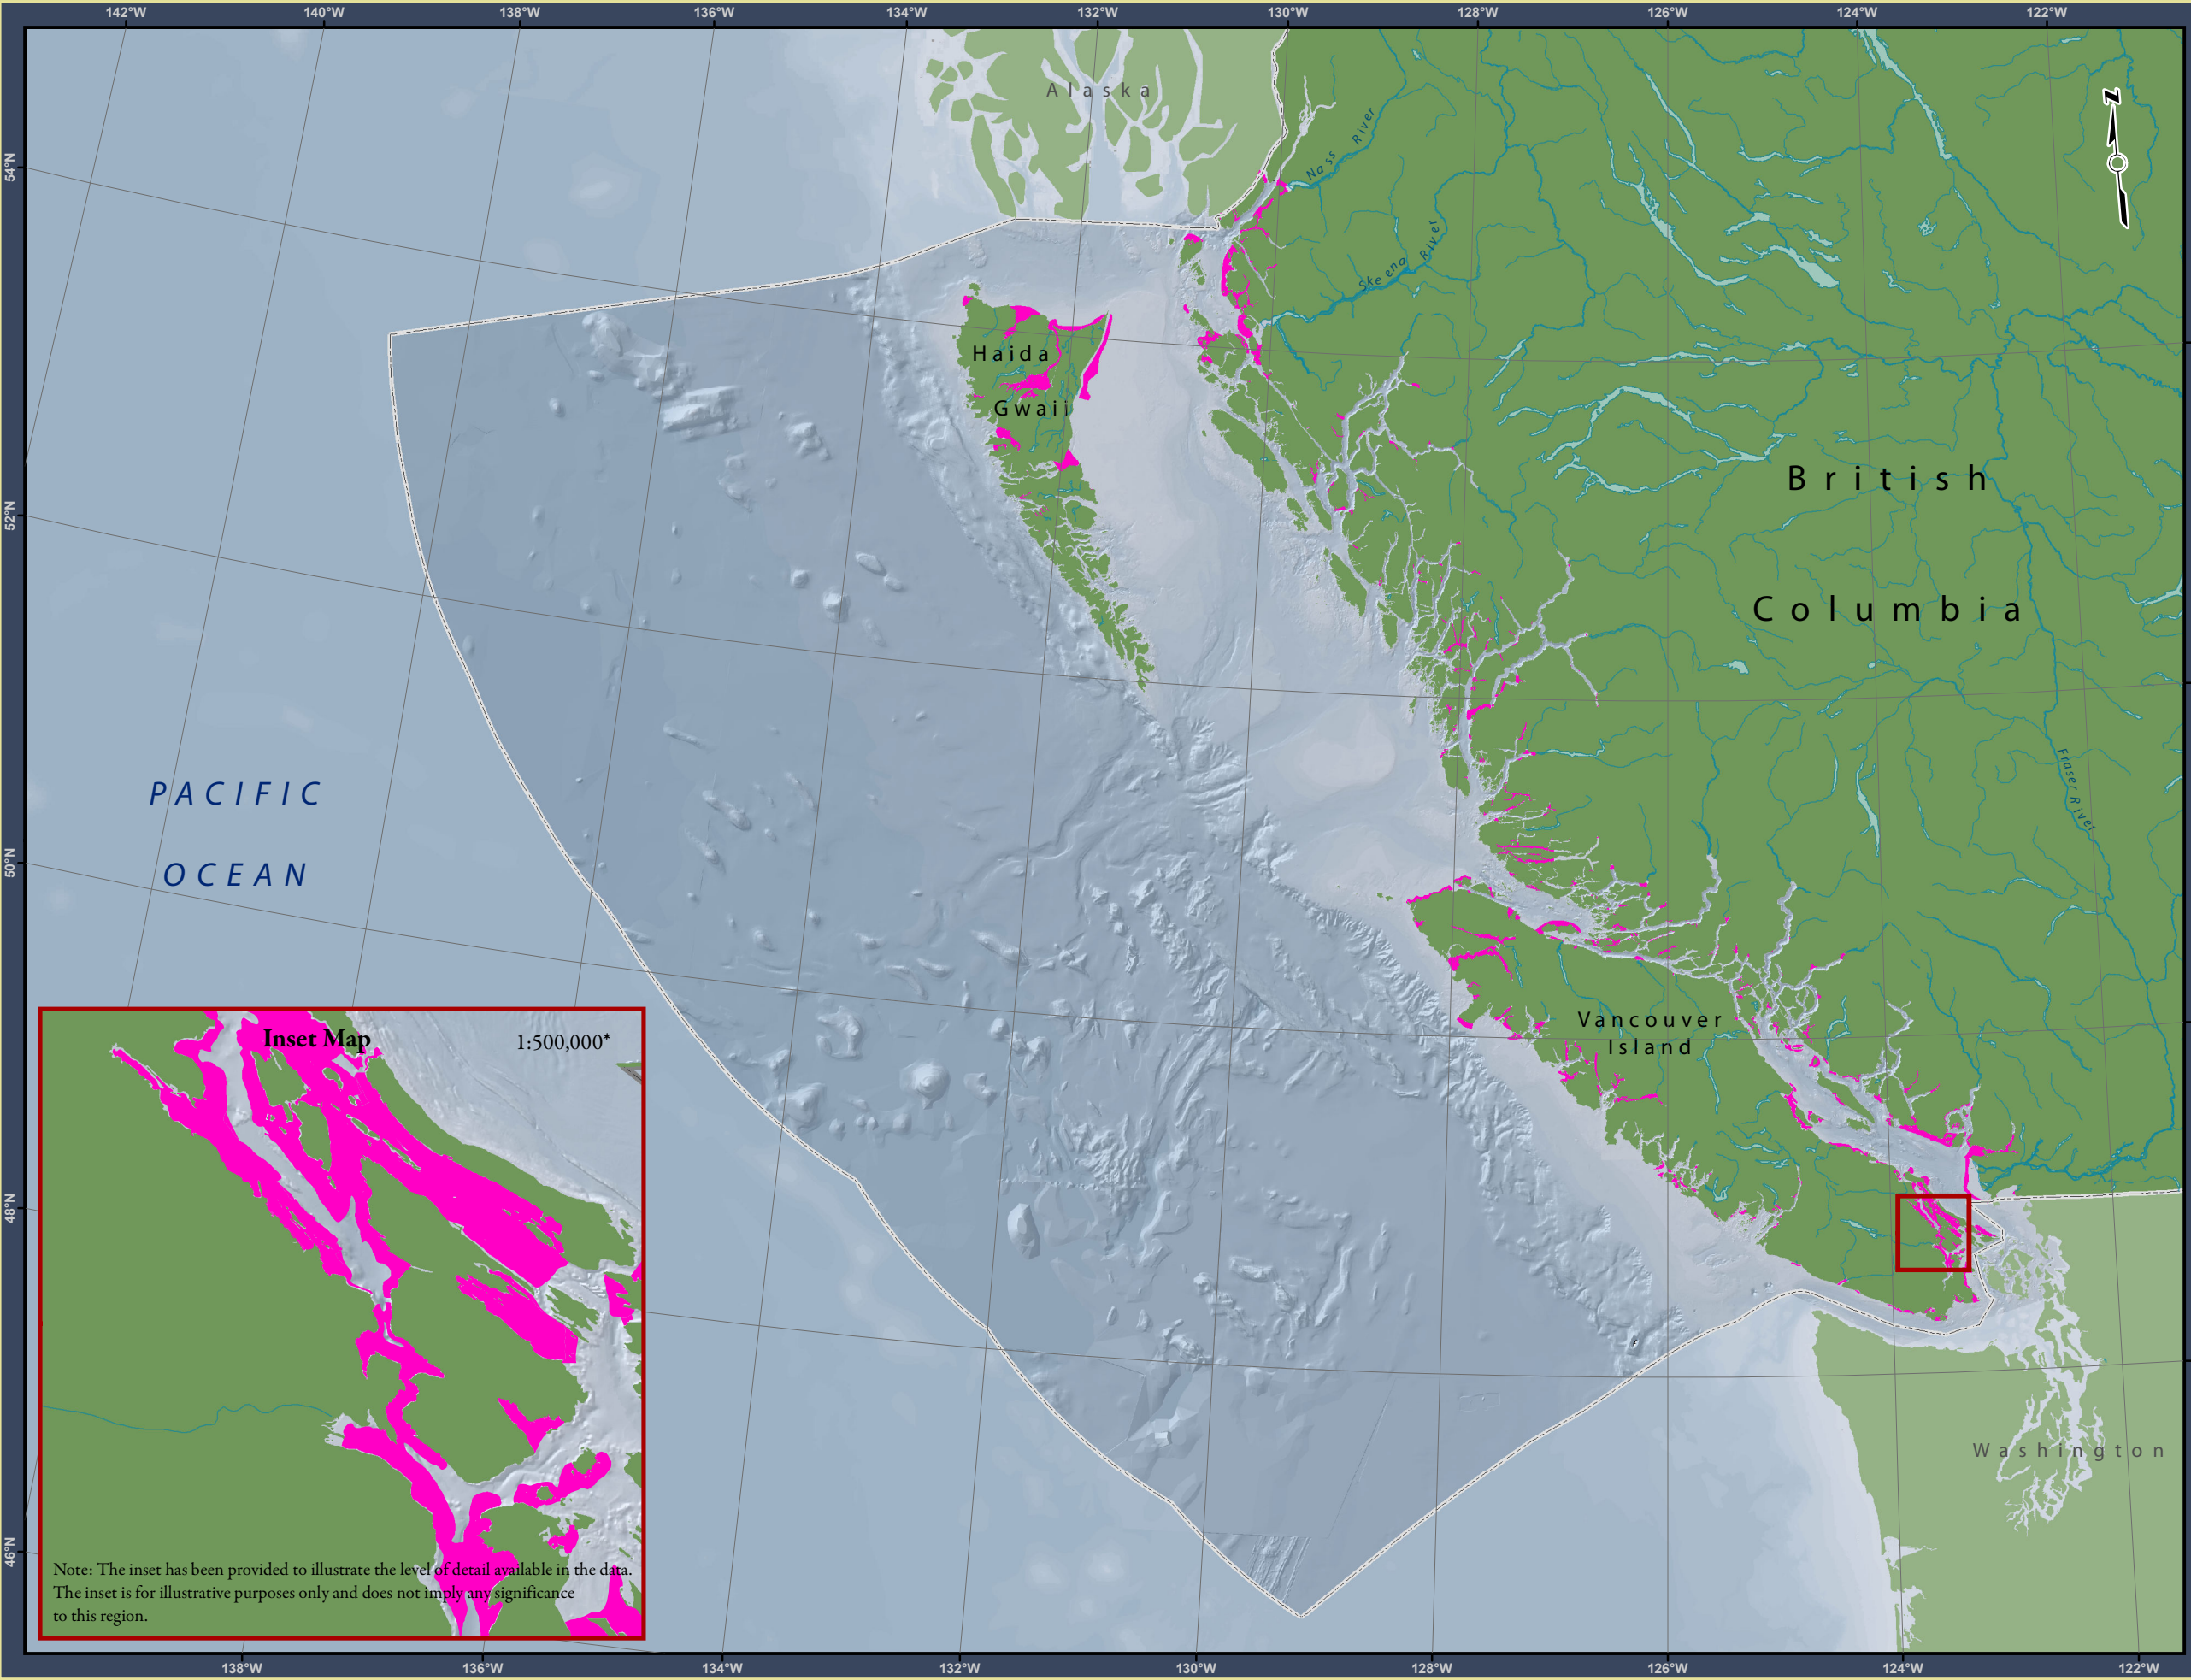 142°W 140°W 138°W 136°W 134°W 132°W 130°W 128°W 126°W 124°W 122°W
Alaska
N
54°N
Nass River
Skeena River
Haida
Gwaii
British
52°N
Columbia
PACIFIC
Fraser River
OCEAN
50°N
Vancouver
Island
Inset Map
1:500,000*
48°N
Washington
46°N
Note: The inset has been provided to illustrate the level of detail available in the data.
The inset is for illustrative purposes only and does not imply any significance
to this region.
138°W 136°W 134°W 132°W 130°W 128°W 126°W 124°W 122°W